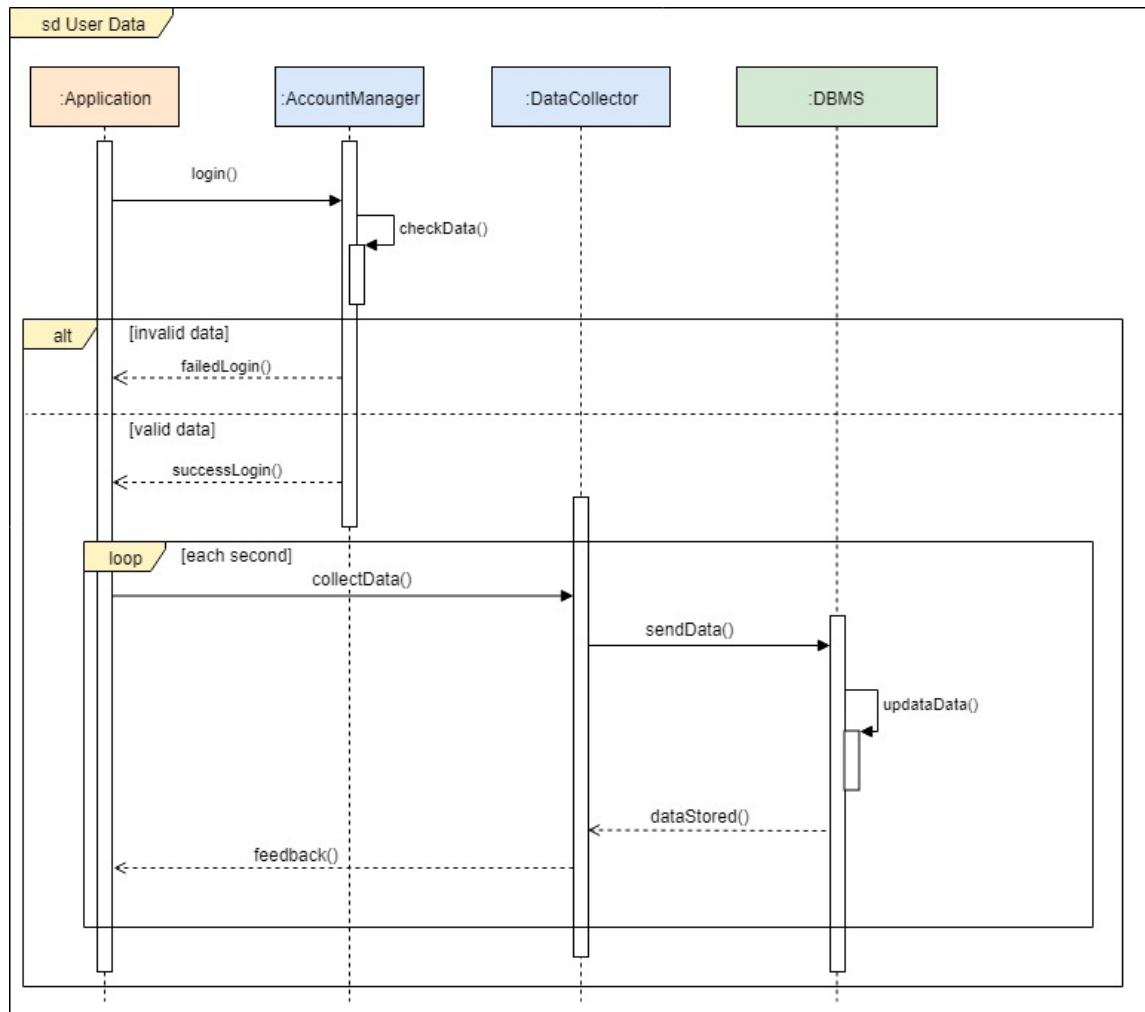 sd User Data
:Application
:AccountManager
:DataCollector
:DBMS
login()
checkData()
alt
[invalid data]
failedLogin()
[valid data]
successLogin()
loop
[each second]
collectData()
sendData()
updataData()
dataStored()
feedback()